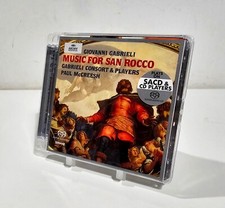 GIOVANNI GABRIELI
MUSIC FOR SAN ROCCO
GABRIELI CONSORT & PLAYERS
PAUL McCREESH
SACD &
CD PLAYERS